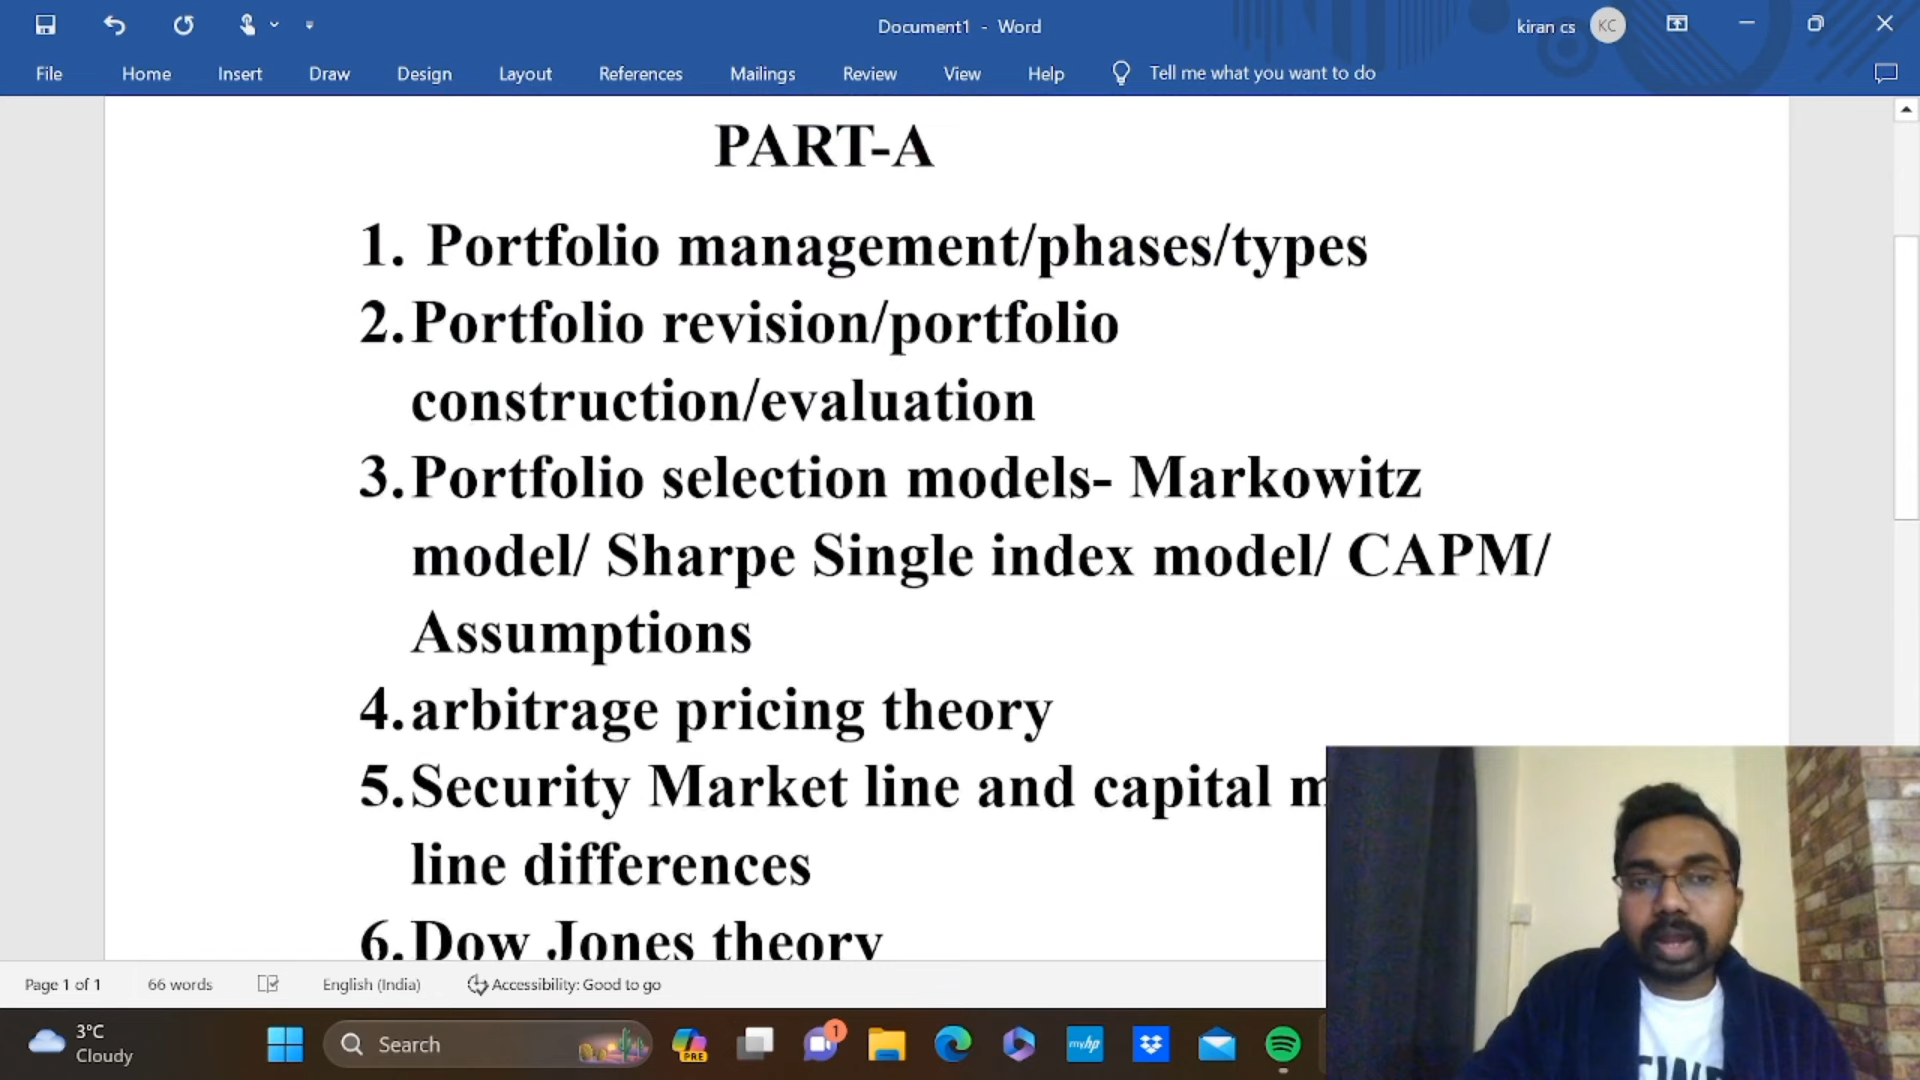 Document1 - Word
kiran cs
KC
File Home Insert Draw Design Layout References Mailings Review View Help Tell me what you want to do
PART-A
1. Portfolio management/phases/types
2.Portfolio revision/portfolio
construction/evaluation
3.Portfolio selection models- Markowitz
model/ Sharpe Single index model/ CAPM/
Assumptions
4.arbitrage pricing theory
5.Security Market line and capital m
line differences
6.Dow Jones theory
Page 1 of 1 66 words English (India) Accessibility: Good to go
3°C
Cloudy
Search
PRE
1
myhp